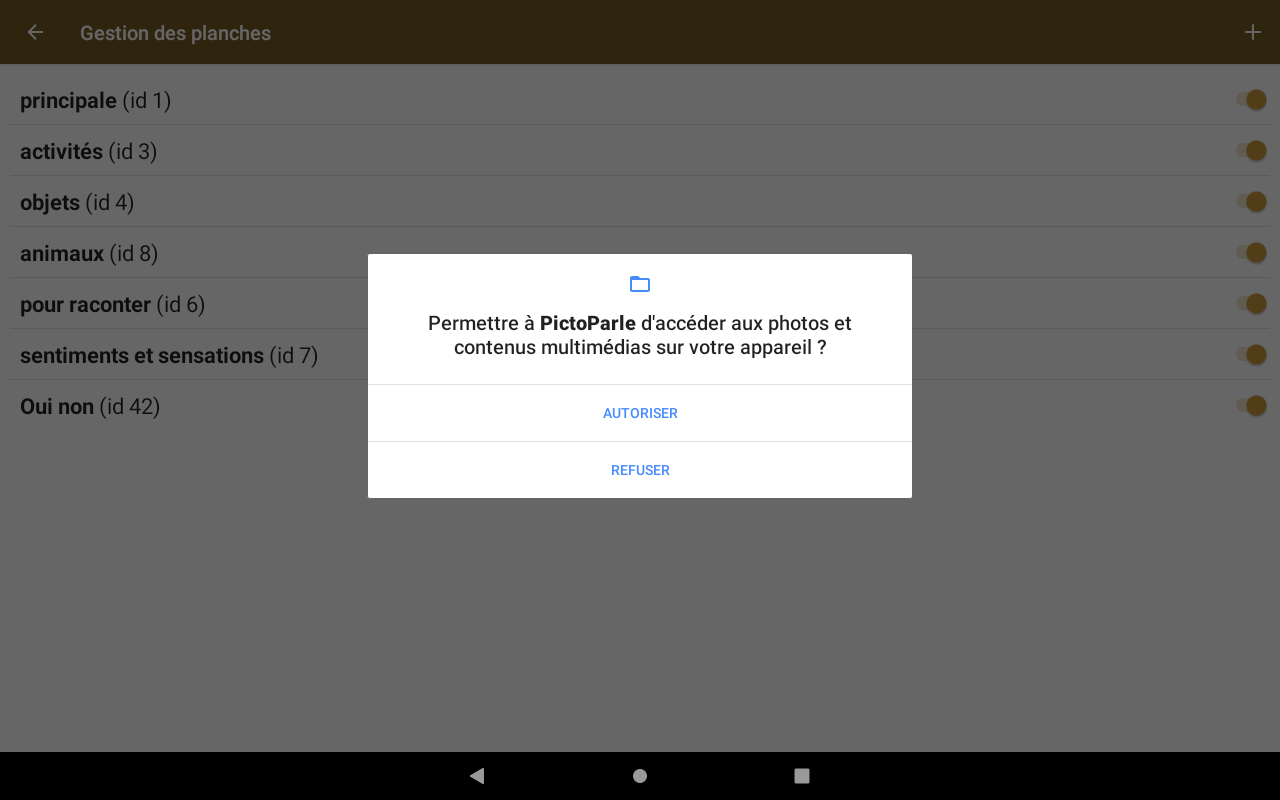 Gestion des planches
principale (id 1)
activités (id 3)
objets (id 4)
animaux (id 8)
pour raconter (id 6)
sentiments et sensations (id 7)
Oui non (id 42)
Permettre à PictoParle d'accéder aux photos et
contenus multimédias sur votre appareil ?
AUTORISER
REFUSER